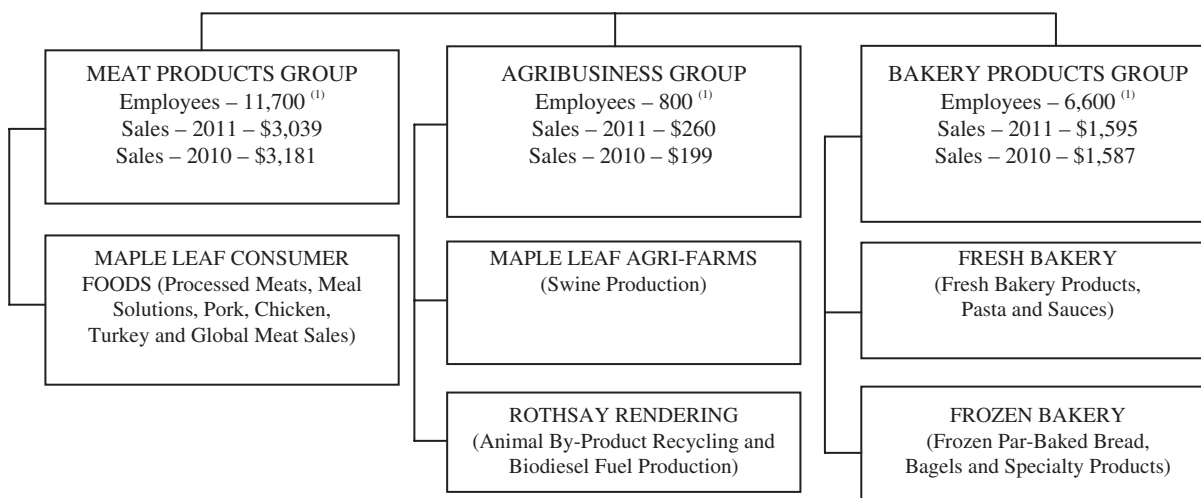 MEAT PRODUCTS GROUP
Employees – 11,700 (1)
Sales – 2011 – $3,039
Sales – 2010 – $3,181
AGRIBUSINESS GROUP
Employees – 800 (1)
Sales – 2011 – $260
Sales – 2010 – $199
BAKERY PRODUCTS GROUP
Employees – 6,600 (1)
Sales – 2011 – $1,595
Sales – 2010 – $1,587
MAPLE LEAF CONSUMER
FOODS (Processed Meats, Meal
Solutions, Pork, Chicken,
Turkey and Global Meat Sales)
MAPLE LEAF AGRI-FARMS
(Swine Production)
FRESH BAKERY
(Fresh Bakery Products,
Pasta and Sauces)
ROTHSAY RENDERING
(Animal By-Product Recycling and
Biodiesel Fuel Production)
FROZEN BAKERY
(Frozen Par-Baked Bread,
Bagels and Specialty Products)